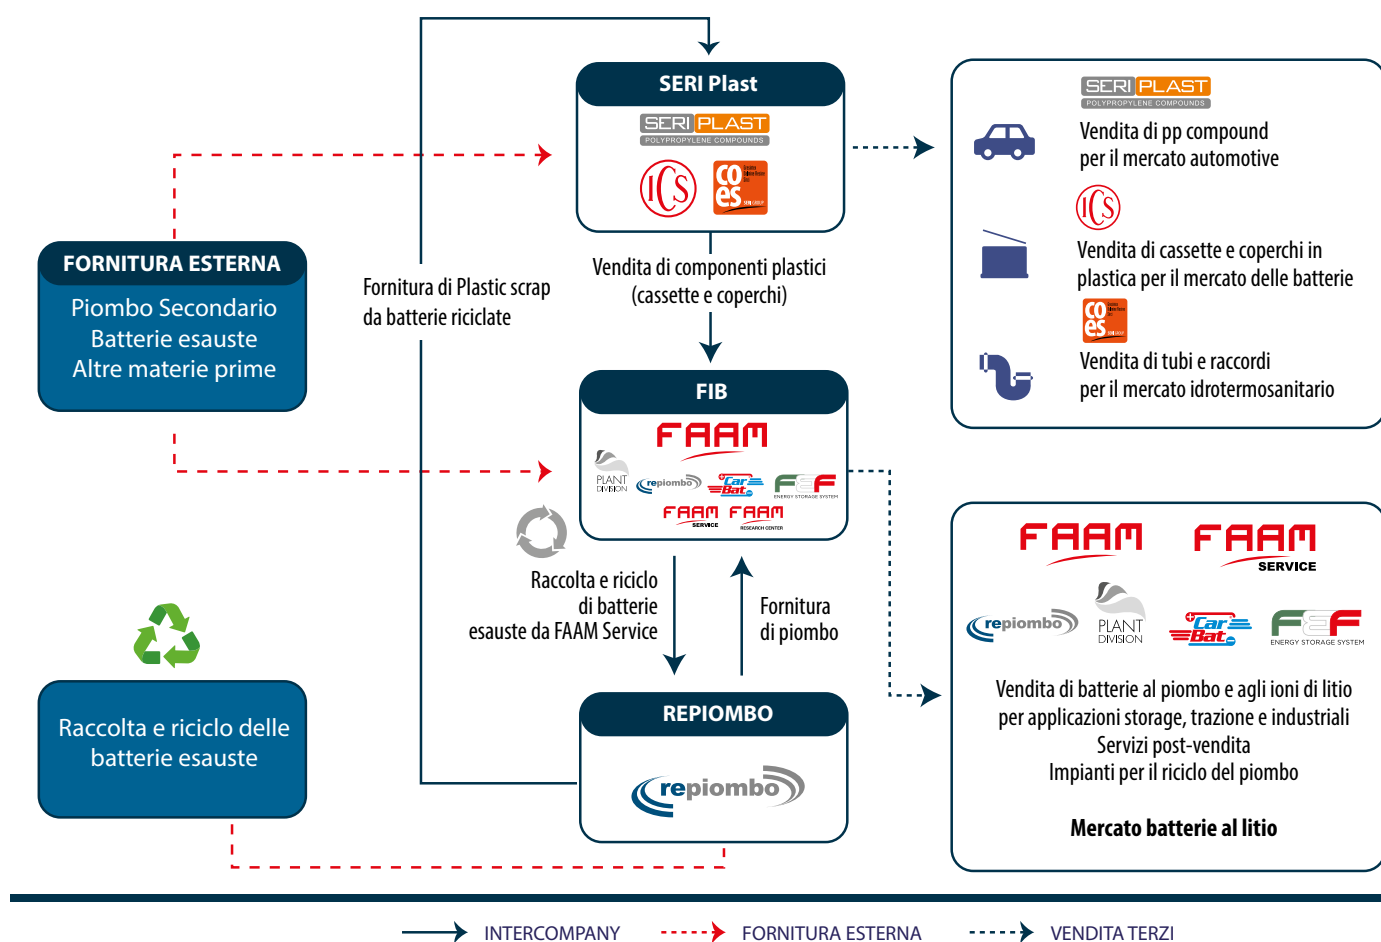 SERI Plast
SERI PLAST
POLYPROPYLENE COMPOUNDS
ICS
co
es
SERI GROUP
FORNITURA ESTERNA
Piombo Secondario
Batterie esauste
Altre materie prime
Fornitura di Plastic scrap
da batterie riciclate
Vendita di componenti plastici
(cassette e coperchi)
SERI PLAST
POLYPROPYLENE COMPOUNDS
Vendita di pp compound
per il mercato automotive
ICS
Vendita di cassette e coperchi in
plastica per il mercato delle batterie
co
es
Vendita di tubi e raccordi
per il mercato idrotermosanitario
FIB
FAAM
PLANT
DIVISION
repiombo
Car
Bat
FEF
ENERGY STORAGE SYSTEM
FAAM
SERVICE
FAAM
RESEARCH CENTER
Raccolta e riciclo
di batterie
esauste da FAAM Service
Fornitura
di piombo
FAAM
FAAM
SERVICE
repiombo
PLANT
DIVISION
Car
Bat
FEF
ENERGY STORAGE SYSTEM
Vendita di batterie al piombo e agli ioni di litio
per applicazioni storage, trazione e industriali
Servizi post-vendita
Impianti per il riciclo del piombo
Mercato batterie al litio
Raccolta e riciclo delle
batterie esauste
REPIOMBO
repiombo
INTERCOMPANY
FORNITURA ESTERNA
VENDITA TERZI